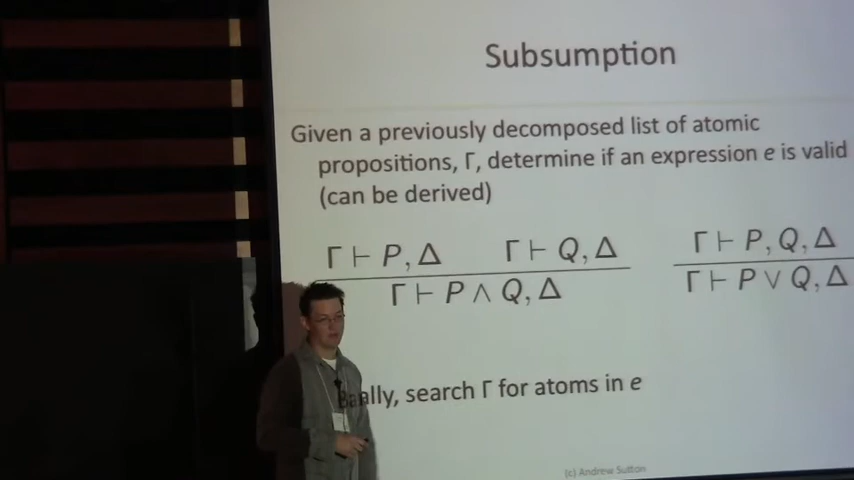 Subsumption
Given a previously decomposed list of atomic
propositions, Γ, determine if an expression e is valid
(can be derived)
Γ ⊢ P, Δ Γ ⊢ Q, Δ Γ ⊢ P, Q, Δ
Γ ⊢ P ∧ Q, Δ Γ ⊢ P ∨ Q, Δ
search Γ for atoms in e
(c) Andrew Sutton